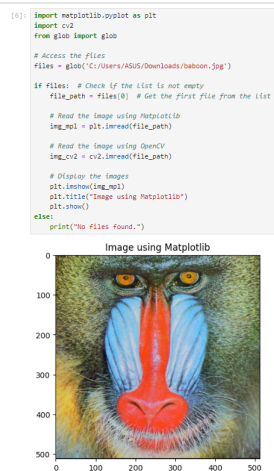 [6]: import matplotlib.pyplot as plt
import cv2
from glob import glob
# Access the files
files = glob('C:/Users/ASUS/Downloads/baboon.jpg')
if files: # Check if the list is not empty
file_path = files[0] # Get the first file from the list
# Read the image using Matplotlib
img_mpl = plt.imread(file_path)
# Read the image using OpenCV
img_cv2 = cv2.imread(file_path)
# Display the images
plt.imshow(img_mpl)
plt.title("Image using Matplotlib")
plt.show()
else:
print("No files found.")
Image using Matplotlib
0
100
200
300
400
500
0 100 200 300 400 500